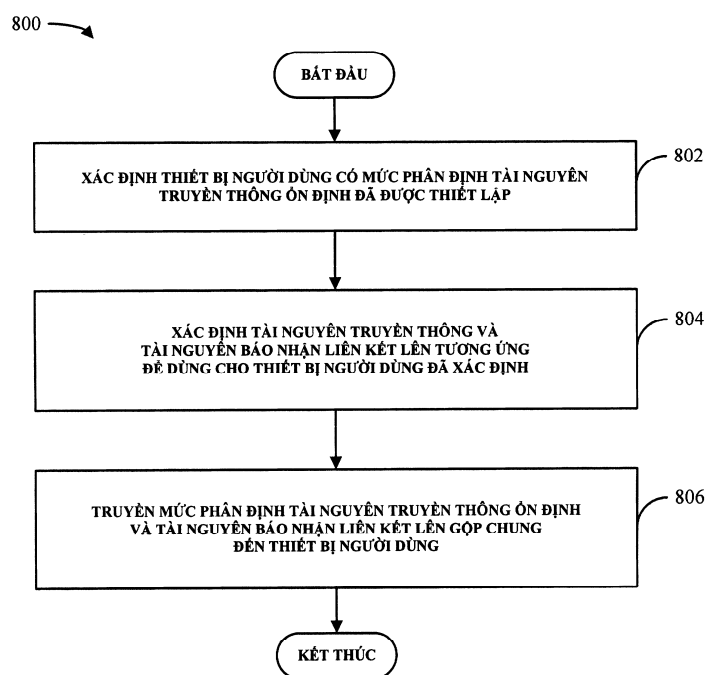 800
BẮT ĐẦU
XÁC ĐỊNH THIẾT BỊ NGƯỜI DÙNG CÓ MỨC PHÂN ĐỊNH TÀI NGUYÊN
TRUYỀN THÔNG ỔN ĐỊNH ĐÃ ĐƯỢC THIẾT LẬP
802
XÁC ĐỊNH TÀI NGUYÊN TRUYỀN THÔNG VÀ
TÀI NGUYÊN BÁO NHẬN LIÊN KẾT LÊN TƯƠNG ỨNG
ĐỂ DÙNG CHO THIẾT BỊ NGƯỜI DÙNG ĐÃ XÁC ĐỊNH
804
TRUYỀN MỨC PHÂN ĐỊNH TÀI NGUYÊN TRUYỀN THÔNG ỔN ĐỊNH
VÀ TÀI NGUYÊN BÁO NHẬN LIÊN KẾT LÊN GỘP CHUNG
ĐẾN THIẾT BỊ NGƯỜI DÙNG
806
KẾT THÚC